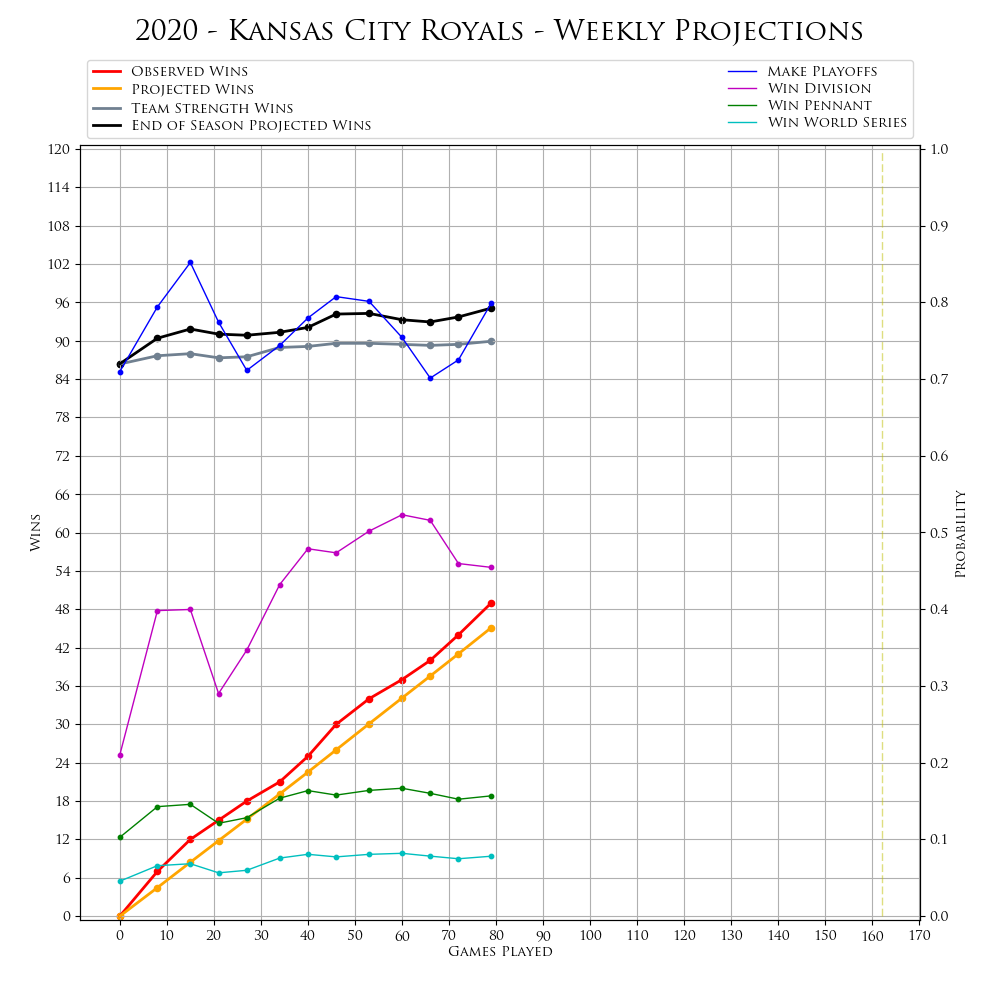 2020 - Kansas City Royals - Weekly Projections
Observed Wins
Projected Wins
Team Strength Wins
End of Season Projected Wins
Make Playoffs
Win Division
Win Pennant
Win World Series
120
114
108
102
96
90
84
78
72
66
60
54
48
42
36
30
24
18
12
6
0
Wins
1.0
0.9
0.8
0.7
0.6
0.5
0.4
0.3
0.2
0.1
0.0
Probability
0 10 20 30 40 50 60 70 80 90 100 110 120 130 140 150 160 170
Games Played